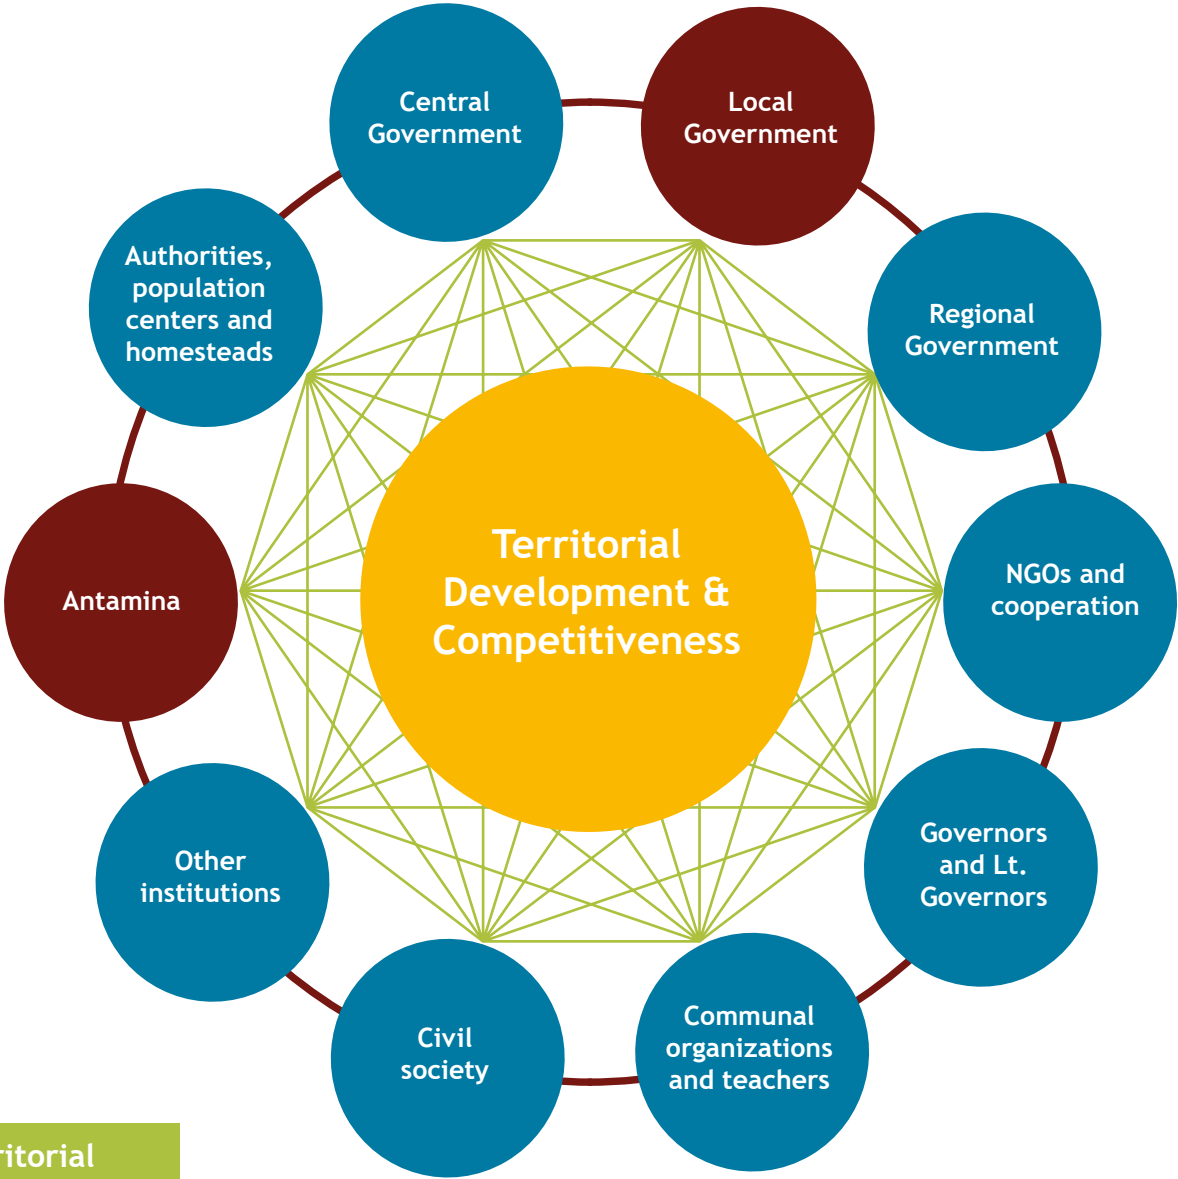 Central
Government
Local
Government
Authorities,
population
centers and
homesteads
Regional
Government
Antamina
Territorial
Development &
Competitiveness
NGOs and
cooperation
Other
institutions
Governors
and Lt.
Governors
Civil
society
Communal
organizations
and teachers
ritorial